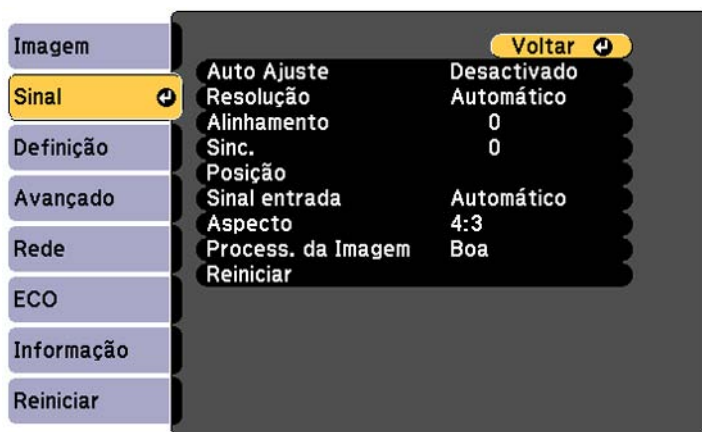 Imagem
Sinal
Definição
Avançado
Rede
ECO
Informação
Reiniciar
Voltar
Auto Ajuste Desactivado
Resolução Automático
Alinhamento 0
Sinc. 0
Posição
Sinal entrada Automático
Aspecto 4:3
Process. da Imagem Boa
Reiniciar